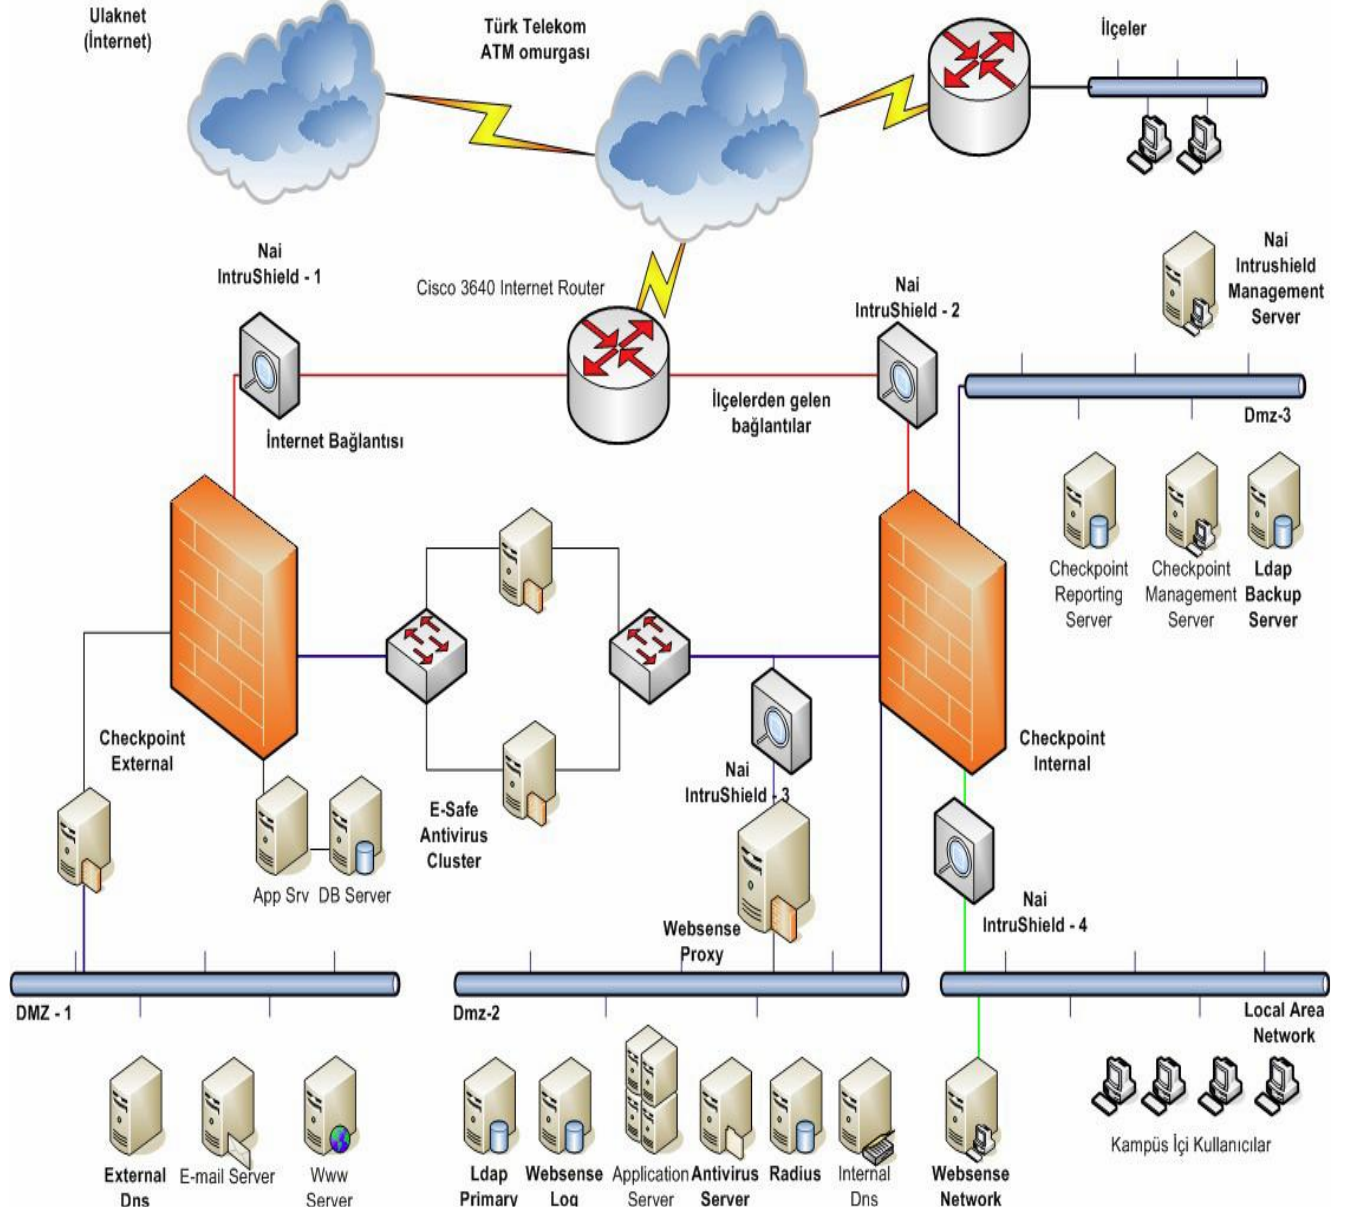 Ulaknet
(İnternet)
Türk Telekom
ATM omurgası
İlçeler
Nai
IntruShield - 1
Cisco 3640 Internet Router
Nai
IntruShield - 2
Nai
Intrushield
Management
Server
İnternet Bağlantısı
İlçelerden gelen
bağlantılar
Dmz-3
Checkpoint
Reporting
Server
Checkpoint
Management
Server
Ldap
Backup
Server
Checkpoint
External
Checkpoint
Internal
Nai
IntruShield - 3
E-Safe
Antivirus
Cluster
App Srv
DB Server
Websense
Proxy
Nai
IntruShield - 4
DMZ - 1
Dmz-2
Local Area
Network
External
Dns
E-mail Server
Www
Server
Ldap
Primary
Websense
Log
Application
Server
Antivirus
Server
Radius
Internal
Dns
Websense
Network
Kampüs İçi Kullanıcılar